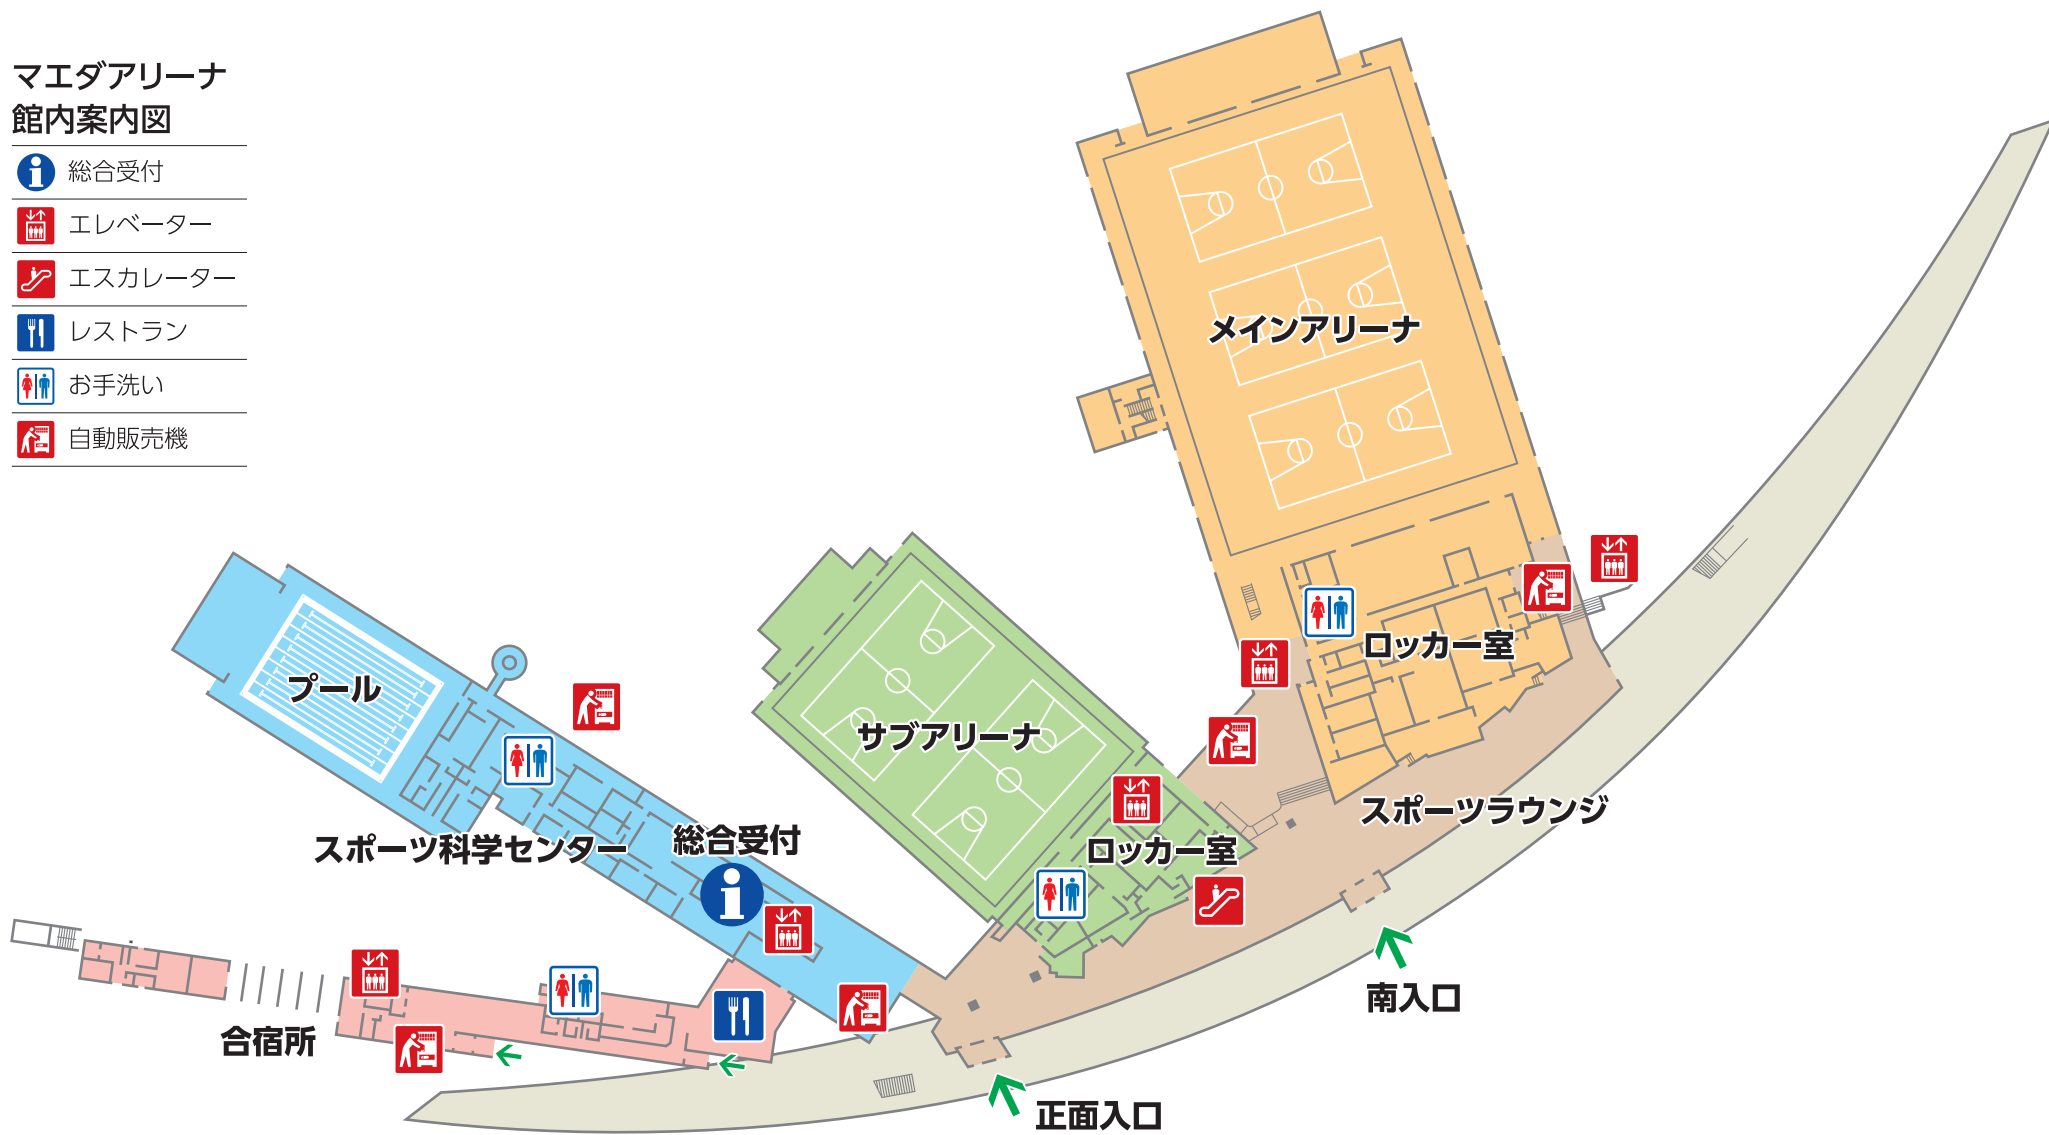 マエダアリーナ
館内案内図
総合受付
エレベーター
エスカレーター
レストラン
お手洗い
自動販売機
メインアリーナ
ロッカー室
プール
サブアリーナ
スポーツラウンジ
スポーツ科学センター
総合受付
ロッカー室
南入口
合宿所
正面入口